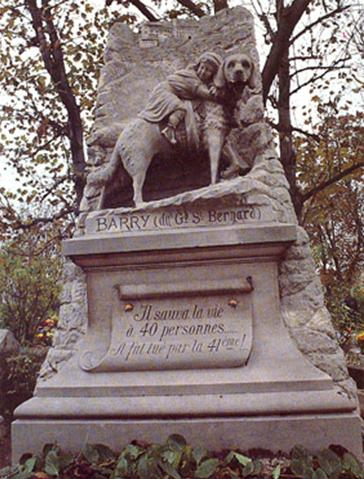 BARRY (du Gd St Bernard)
Il sauva la vie
à 40 personnes.....
Il fut tué par la 41ème!